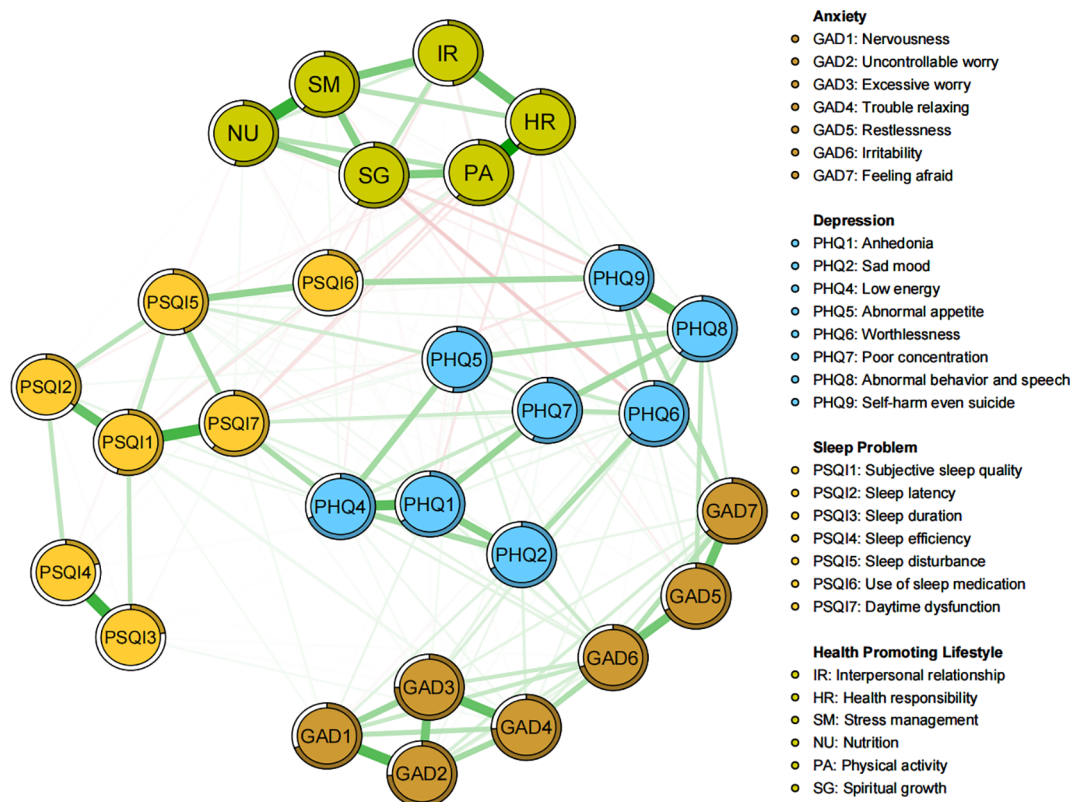 IR
SM
HR
NU
SG
PA
PSQI6
PHQ9
PSQI5
PHQ8
PHQ5
PSQI2
PHQ7
PHQ6
PSQI7
PSQI1
PHQ4
PHQ1
GAD7
PHQ2
PSQI4
GAD5
PSQI3
GAD6
GAD3
GAD4
GAD1
GAD2
Anxiety
GAD1: Nervousness
GAD2: Uncontrollable worry
GAD3: Excessive worry
GAD4: Trouble relaxing
GAD5: Restlessness
GAD6: Irritability
GAD7: Feeling afraid
Depression
PHQ1: Anhedonia
PHQ2: Sad mood
PHQ4: Low energy
PHQ5: Abnormal appetite
PHQ6: Worthlessness
PHQ7: Poor concentration
PHQ8: Abnormal behavior and speech
PHQ9: Self-harm even suicide
Sleep Problem
PSQI1: Subjective sleep quality
PSQI2: Sleep latency
PSQI3: Sleep duration
PSQI4: Sleep efficiency
PSQI5: Sleep disturbance
PSQI6: Use of sleep medication
PSQI7: Daytime dysfunction
Health Promoting Lifestyle
IR: Interpersonal relationship
HR: Health responsibility
SM: Stress management
NU: Nutrition
PA: Physical activity
SG: Spiritual growth